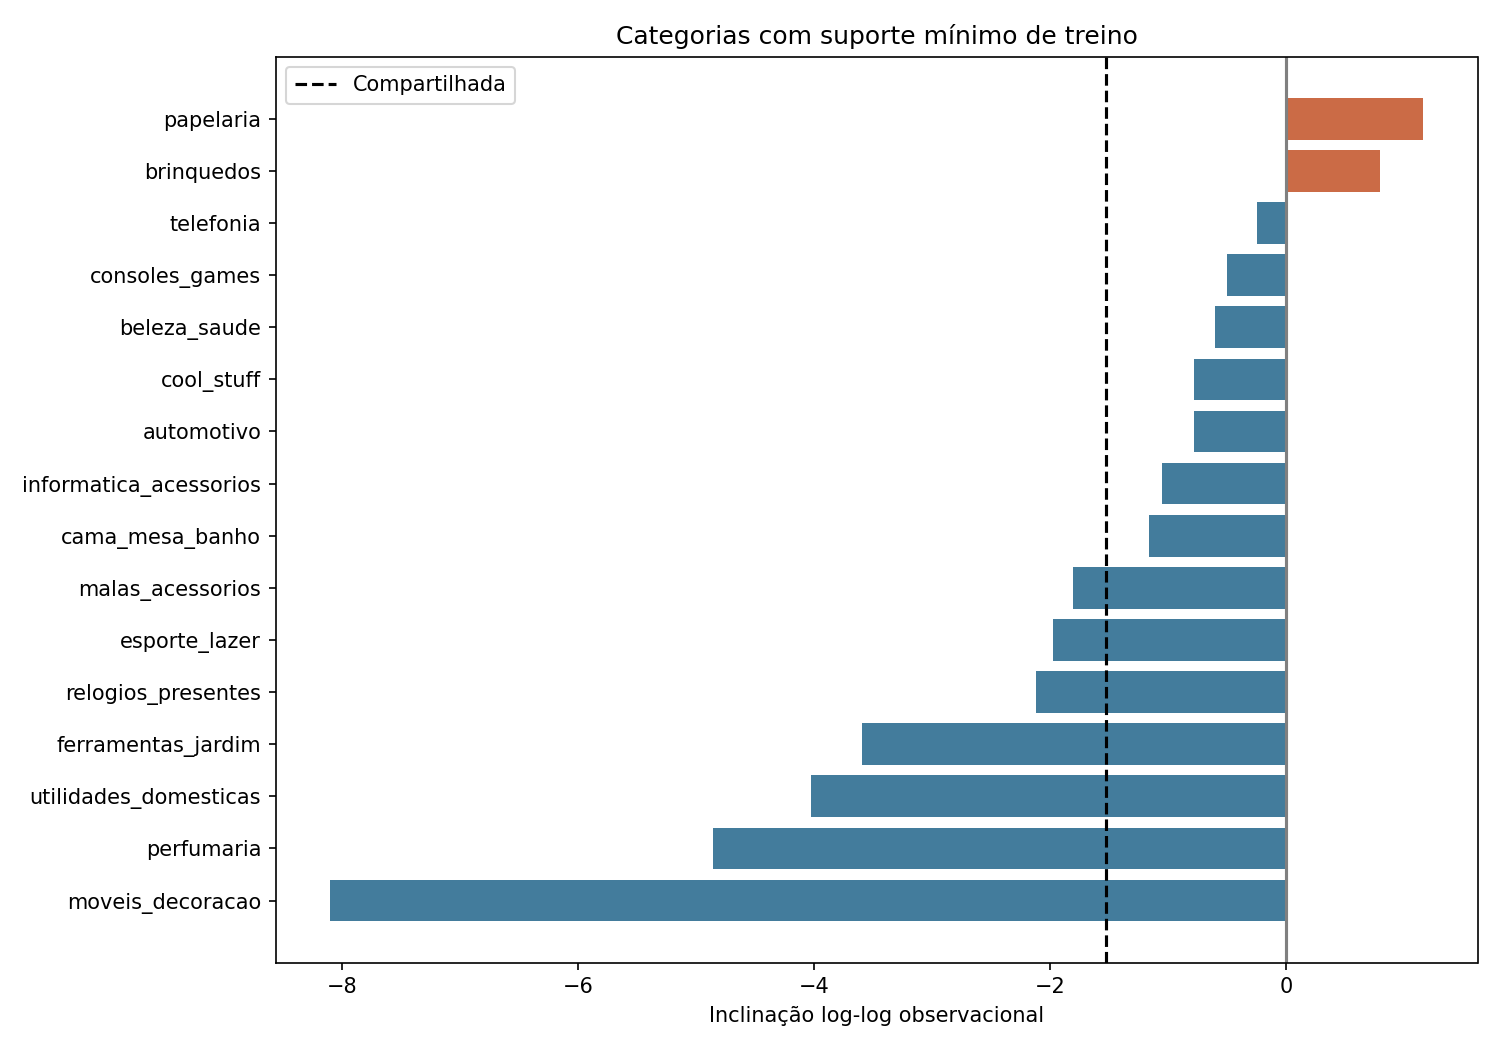 Categorias com suporte mínimo de treino
Compartilhada
papelaria
brinquedos
telefonia
consoles_games
beleza_saude
cool_stuff
automotivo
informatica_acessorios
cama_mesa_banho
malas_acessorios
esporte_lazer
relogios_presentes
ferramentas_jardim
utilidades_domesticas
perfumaria
moveis_decoracao
−8 −6 −4 −2 0
Inclinação log-log observacional